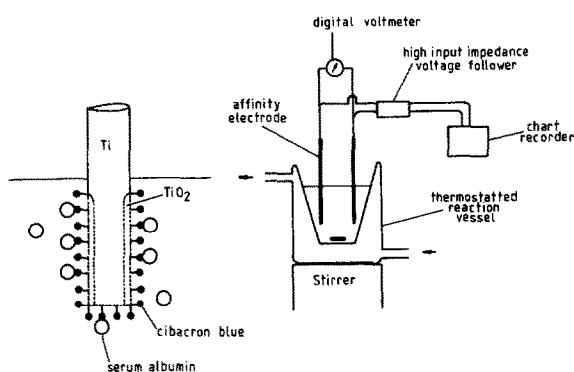 digital voltmeter
high input impedance
voltage follower
affinity
electrode
chart
recorder
Ti
TiO2
thermostatted
reaction
vessel
Stirrer
cibacron blue
serum albumin